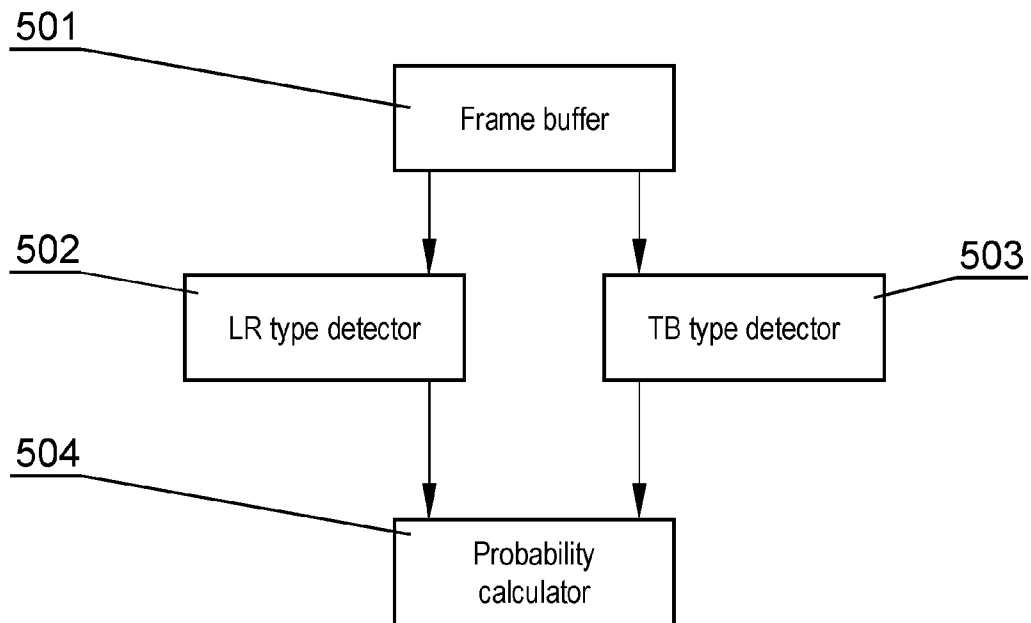 501
Frame buffer
502
503
LR type detector
TB type detector
504
Probability
calculator